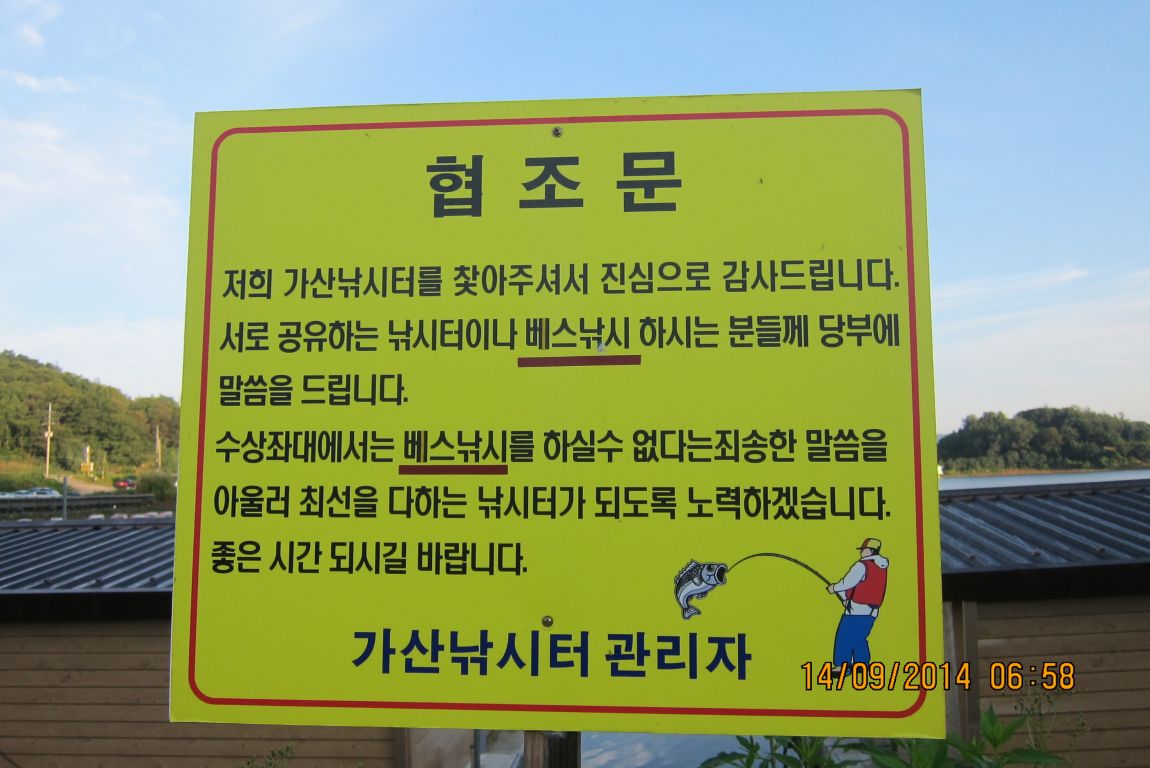 협 조 문
저희 가산낚시터를 찾아주셔서 진심으로 감사드립니다.
서로 공유하는 낚시터이나 베스낚시 하시는 분들께 당부에
말씀을 드립니다.
수상좌대에서는 베스낚시를 하실수 없다는죄송한 말씀을
아울러 최선을 다하는 낚시터가 되도록 노력하겠습니다.
좋은 시간 되시길 바랍니다.
가산낚시터 관리자
14/09/2014 06:58